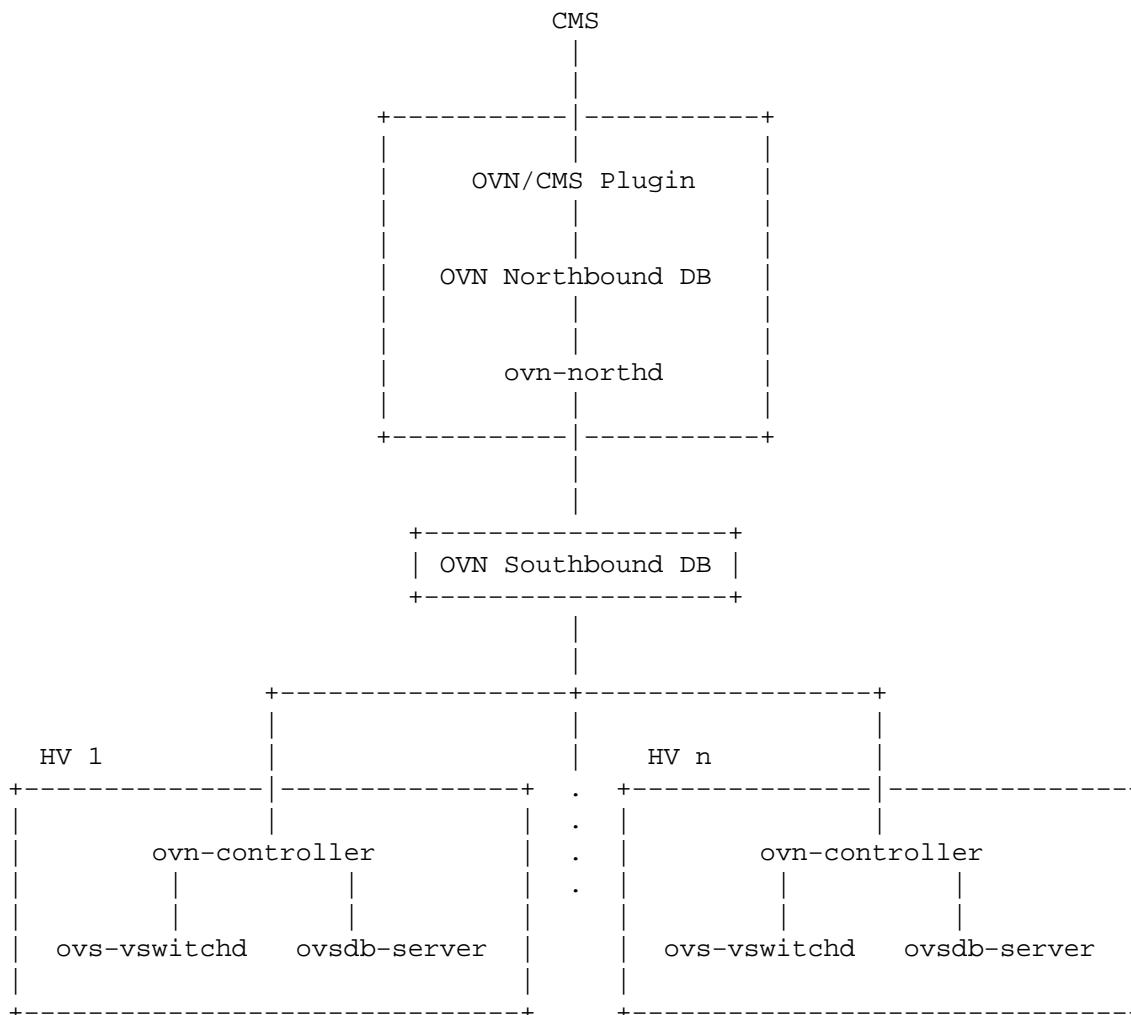 CMS
OVN/CMS Plugin
OVN Northbound DB
ovn-northd
OVN Southbound DB
HV 1 HV n
ovn-controller ovn-controller
ovs-vswitchd ovsdb-server ovs-vswitchd ovsdb-server